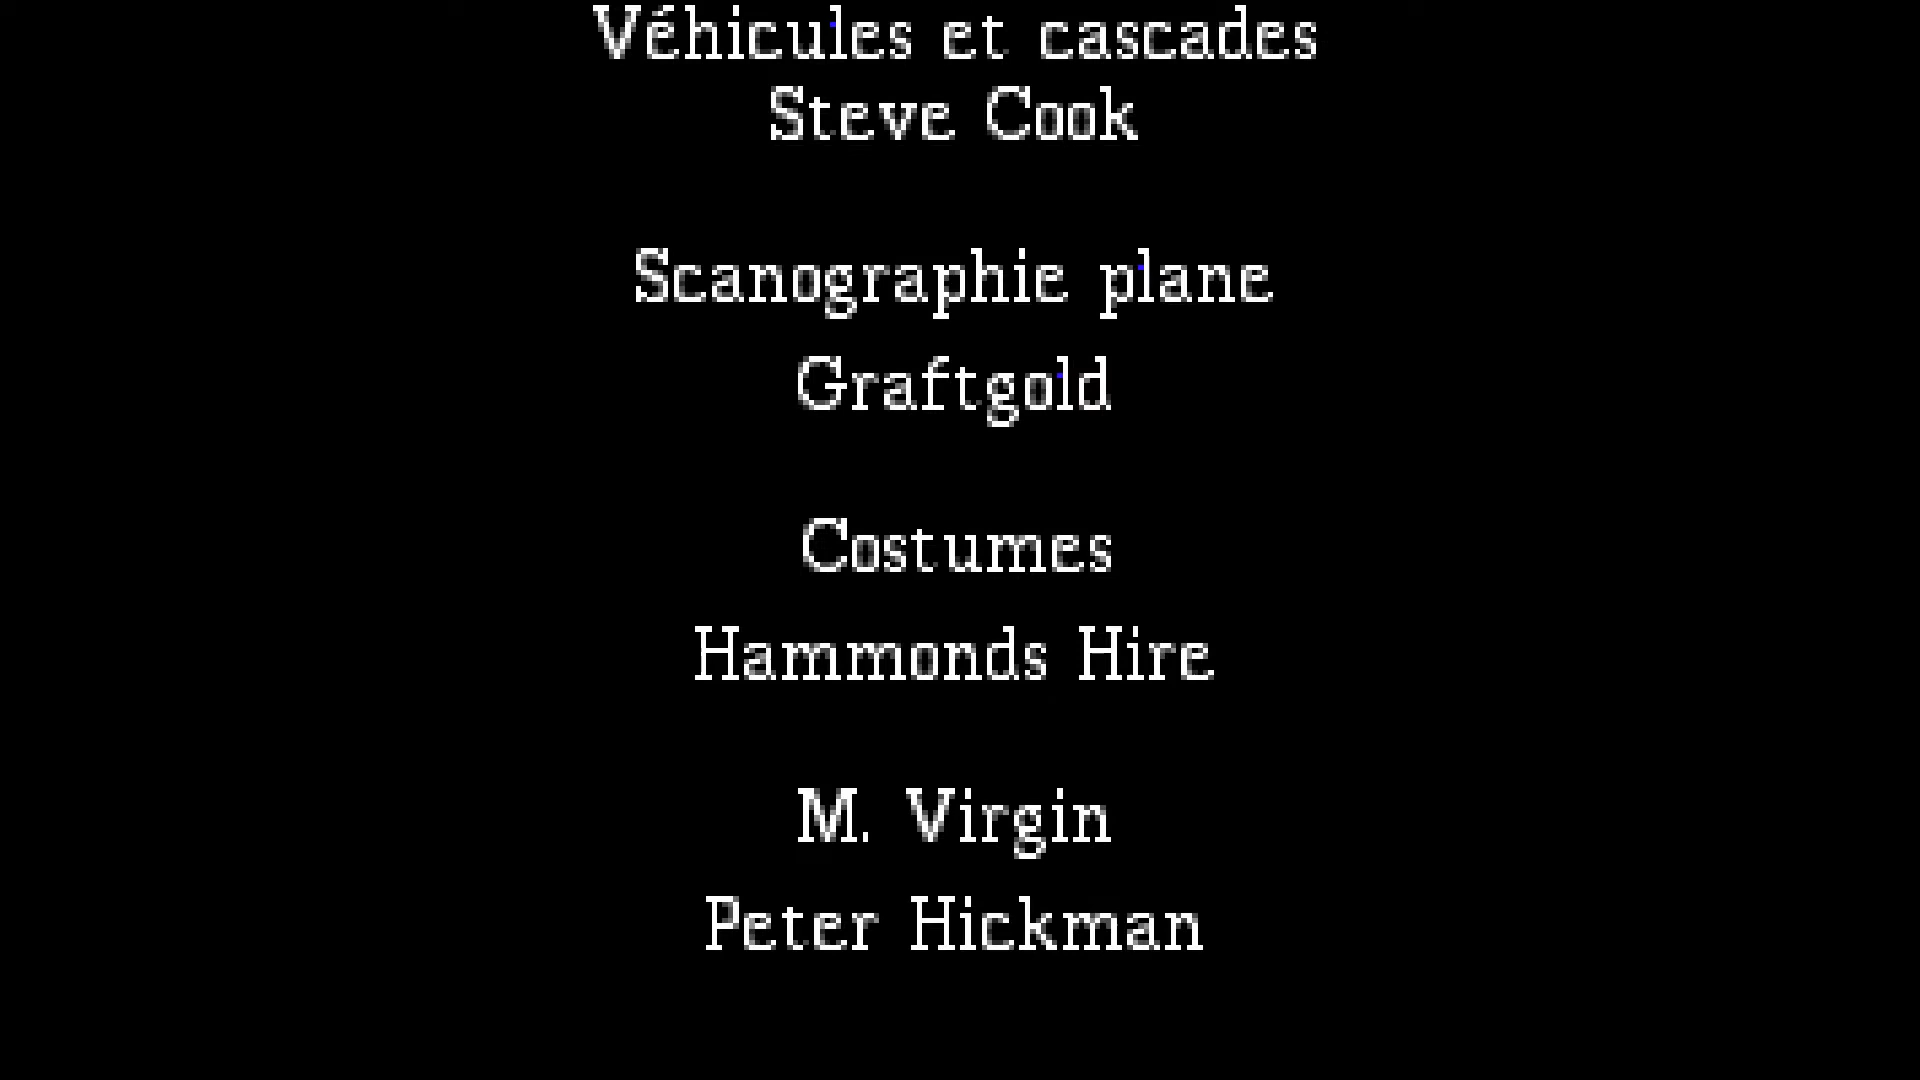 Véhicules et cascades
Steve Cook
Scanographie plane
Graftgold
Costumes
Hammonds Hire
M. Virgin
Peter Hickman